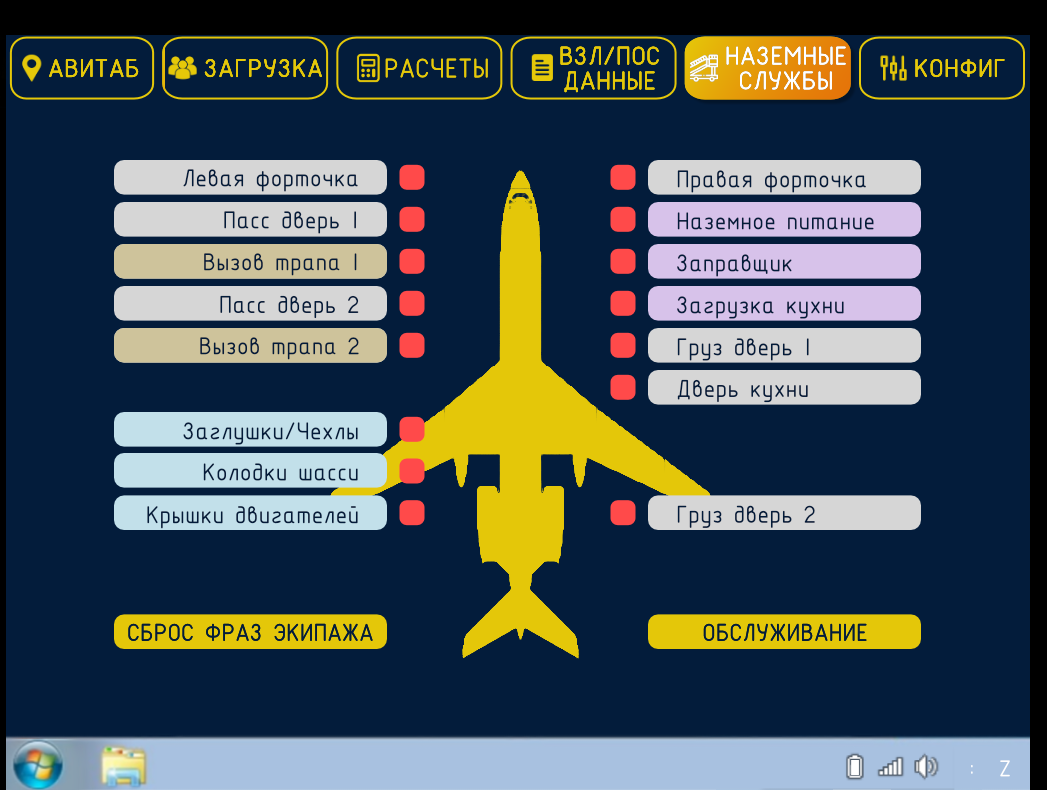 АВИТАБ
ЗАГРУЗКА
РАСЧЕТЫ
ВЗЛ/ПОС
ДАННЫЕ
НАЗЕМНЫЕ
СЛУЖБЫ
КОНФИГ
Левая форточка
Правая форточка
Пасс дверь 1
Наземное питание
Вызов трапа 1
Заправщик
Пасс дверь 2
Загрузка кухни
Вызов трапа 2
Груз дверь 1
Дверь кухни
Заглушки/Чехлы
Колодки шасси
Крышки двигателей
Груз дверь 2
СБРОС ФРАЗ ЭКИПАЖА
ОБСЛУЖИВАНИЕ
: Z